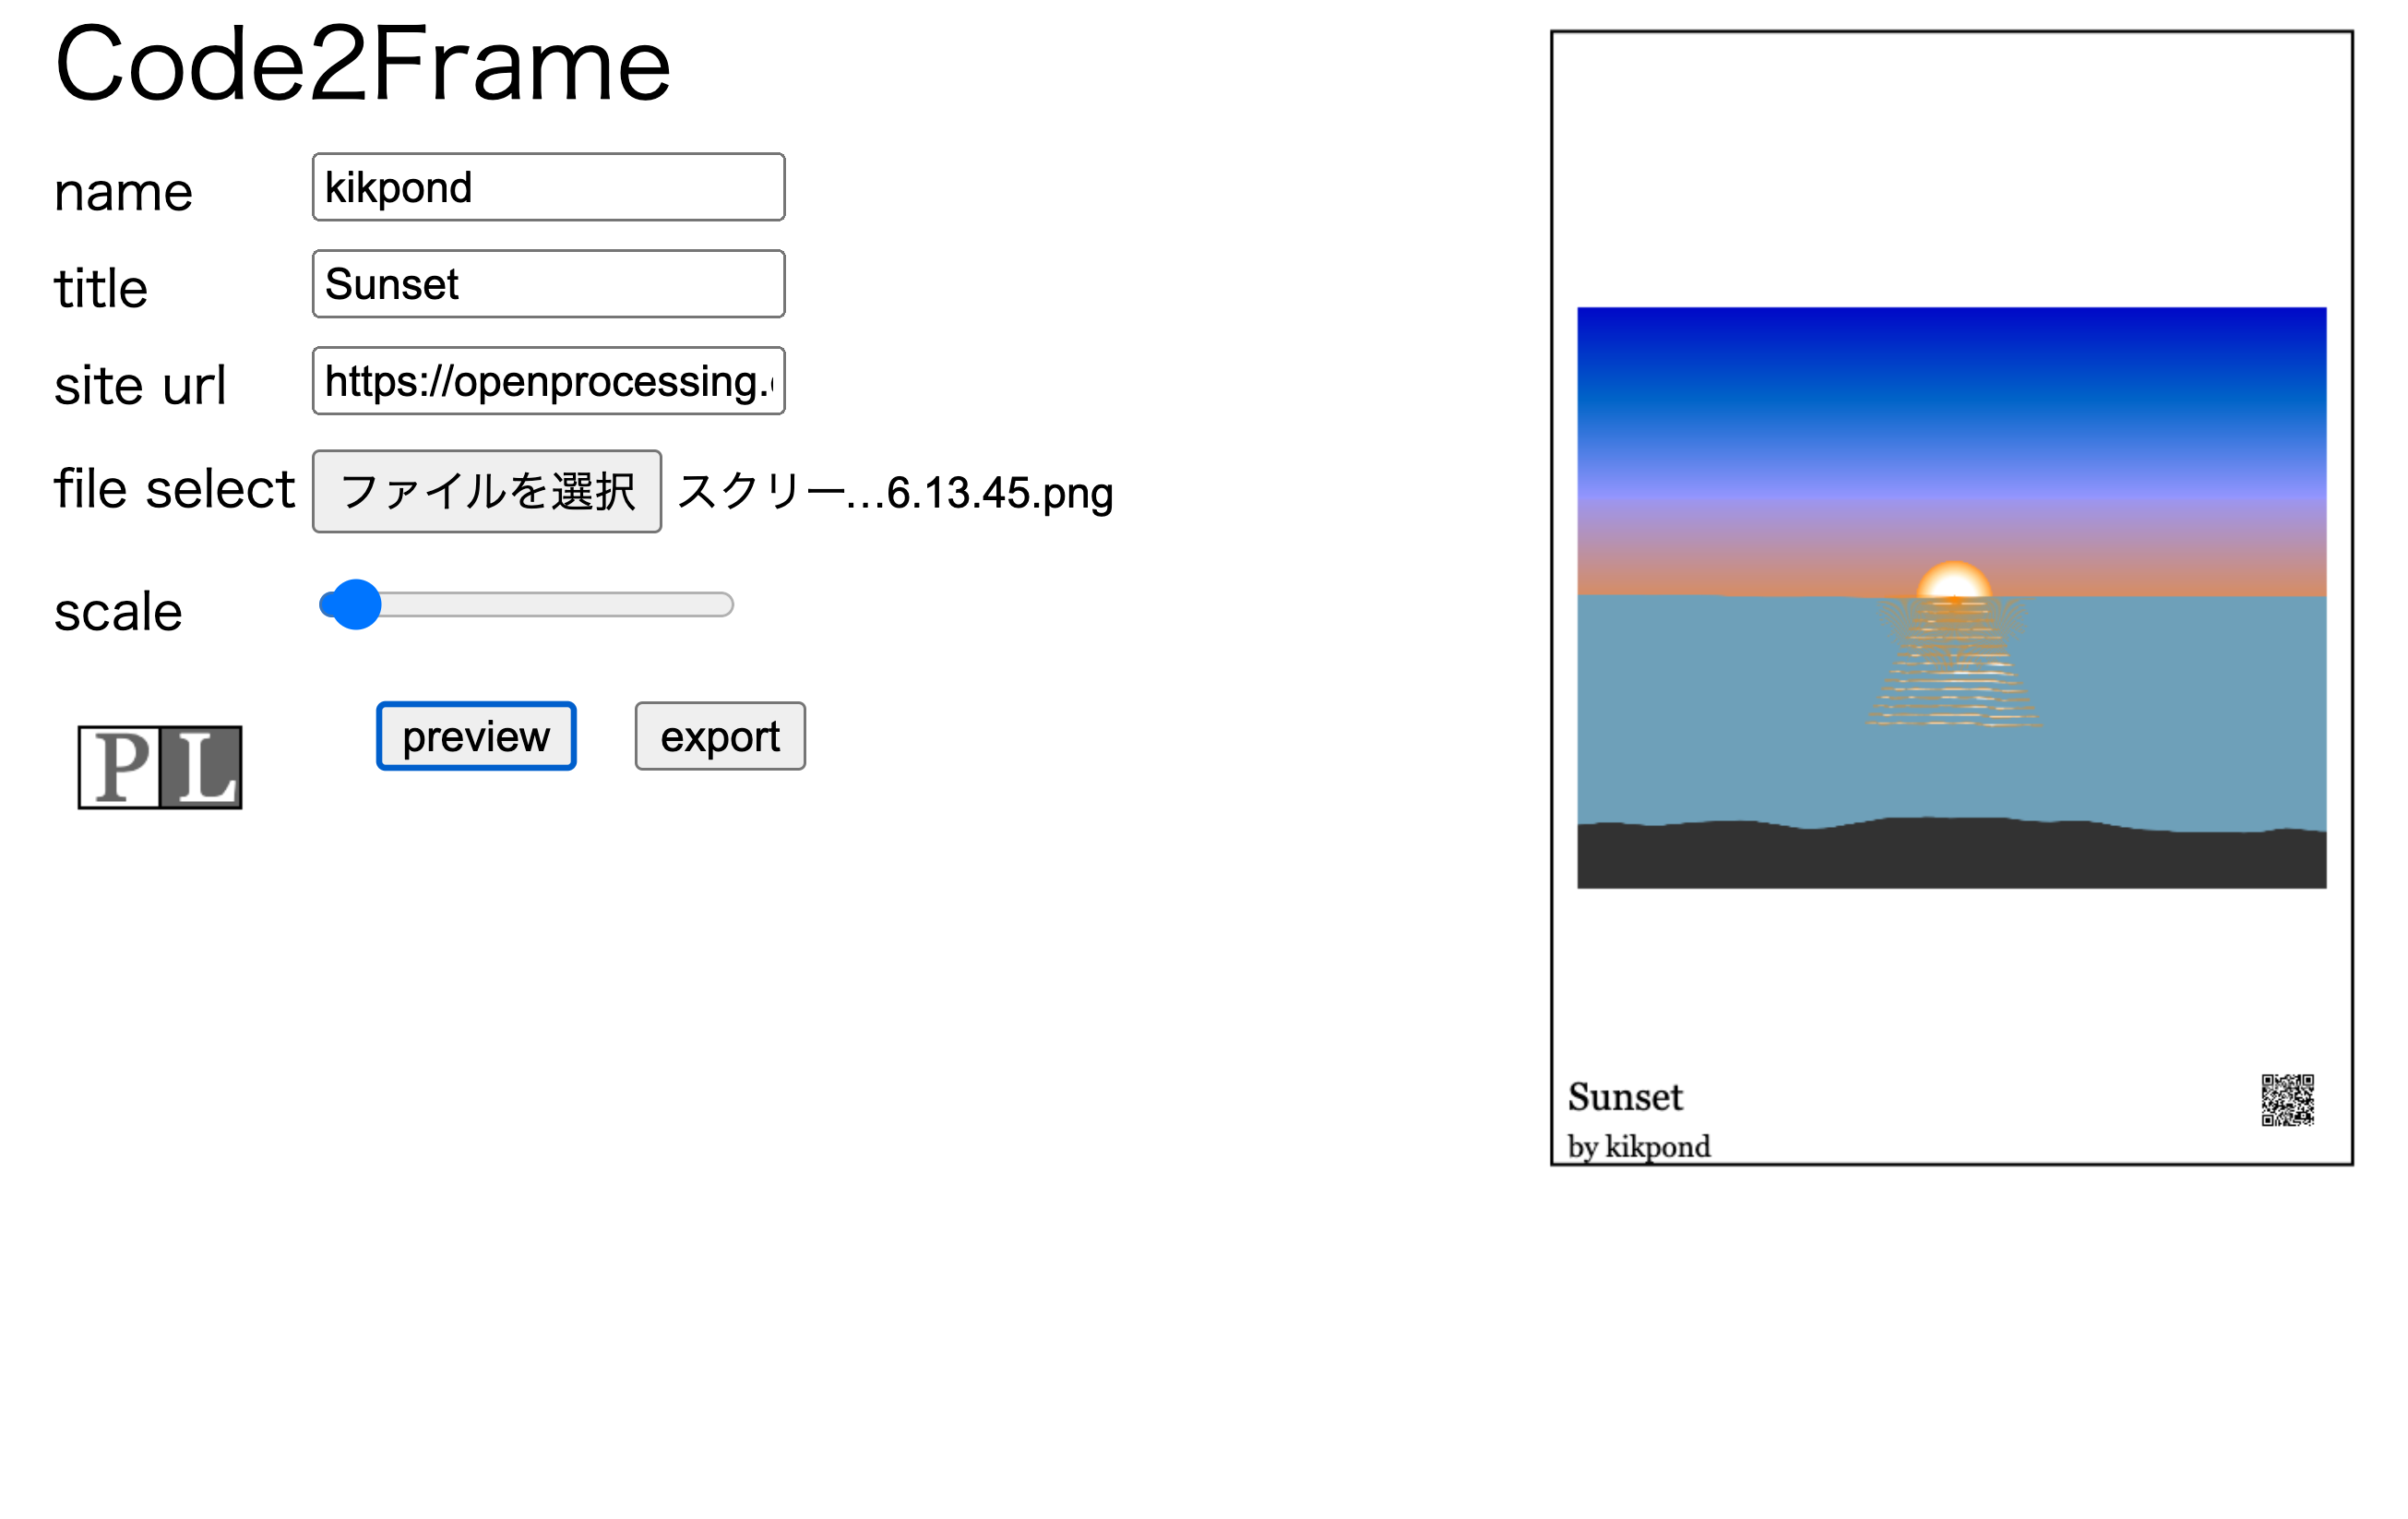 Code2Frame
name kikpond
title Sunset
site url https://openprocessing.
file select ファイルを選択 スクリー...6.13.45.png
scale
preview export
P L
Sunset
by kikpond